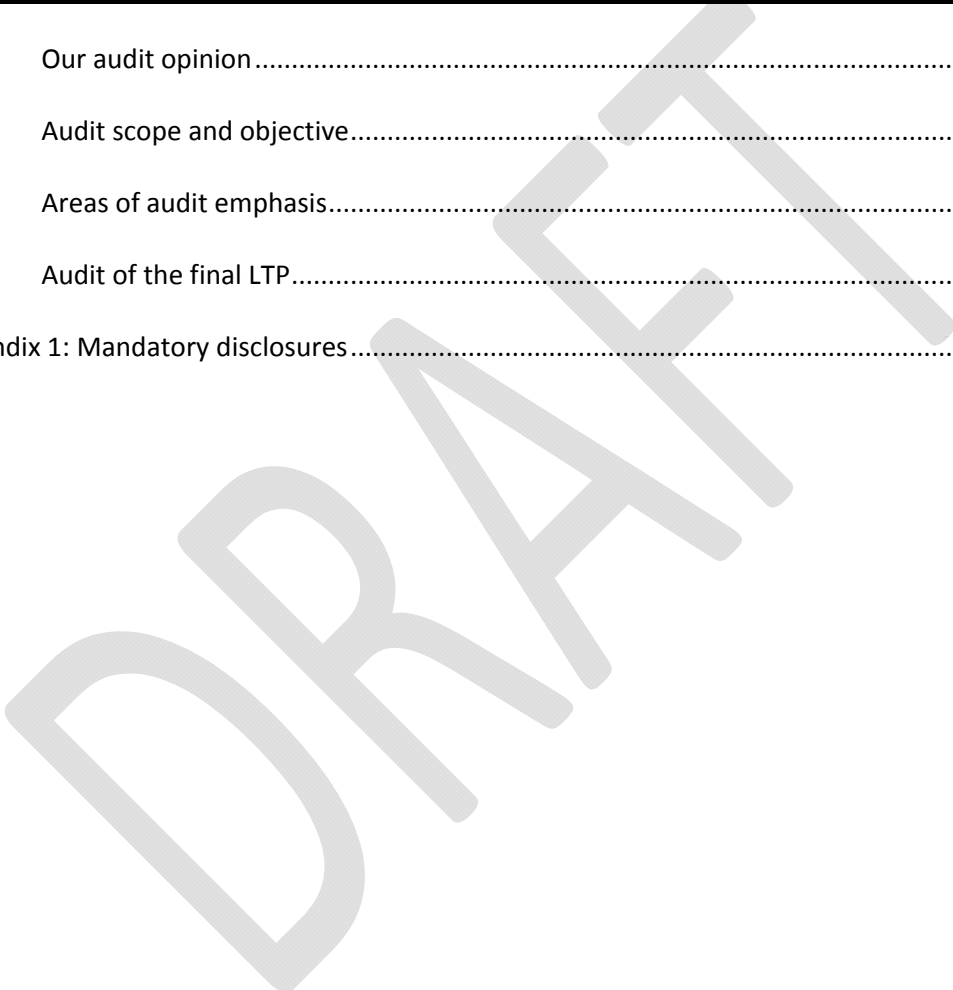 Our audit opinion
Audit scope and objective
Areas of audit emphasis
Audit of the final LTP
ndix 1: Mandatory disclosures
DRAFT